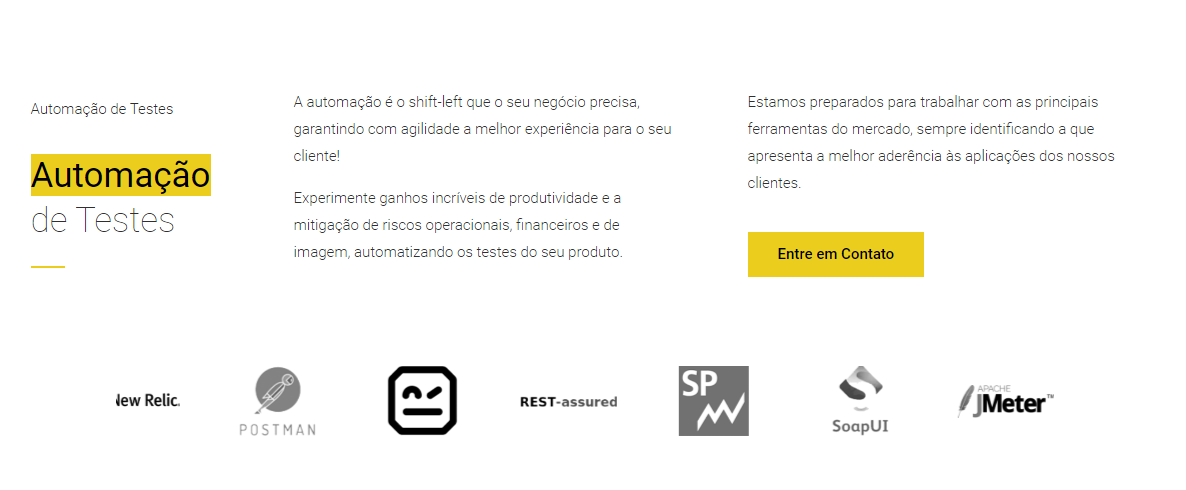 Automação de Testes
Automação
de Testes
A automação é o shift-left que o seu negócio precisa,
garantindo com agilidade a melhor experiência para o seu
cliente!
Experimente ganhos incríveis de produtividade e a
mitigação de riscos operacionais, financeiros e de
imagem, automatizando os testes do seu produto.
Estamos preparados para trabalhar com as principais
ferramentas do mercado, sempre identificando a que
apresenta a melhor aderência às aplicações dos nossos
clientes.
Entre em Contato
New Relic.
POSTMAN
REST-assured
SP
SoapUI
APACHE
JMeter™